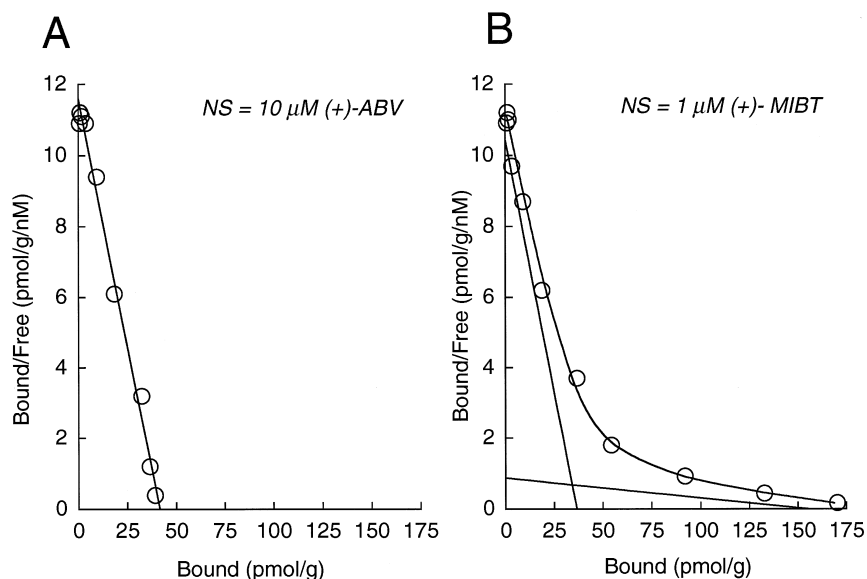 A
NS = 10 µM (+)-ABV
Bound/Free (pmol/g/nM)
12
10
8
6
4
2
0
0 25 50 75 100 125 150 175
Bound (pmol/g)
B
NS = 1 µM (+)- MIBT
Bound/Free (pmol/g/nM)
12
10
8
6
4
2
0
0 25 50 75 100 125 150 175
Bound (pmol/g)